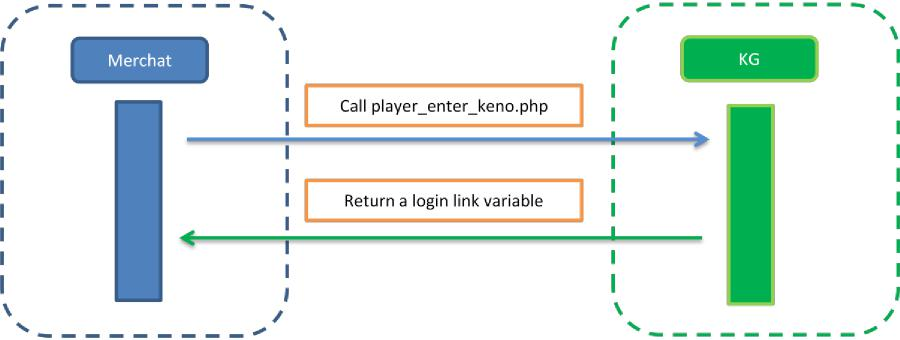 Merchat
KG
Call player_enter_keno.php
Return a login link variable